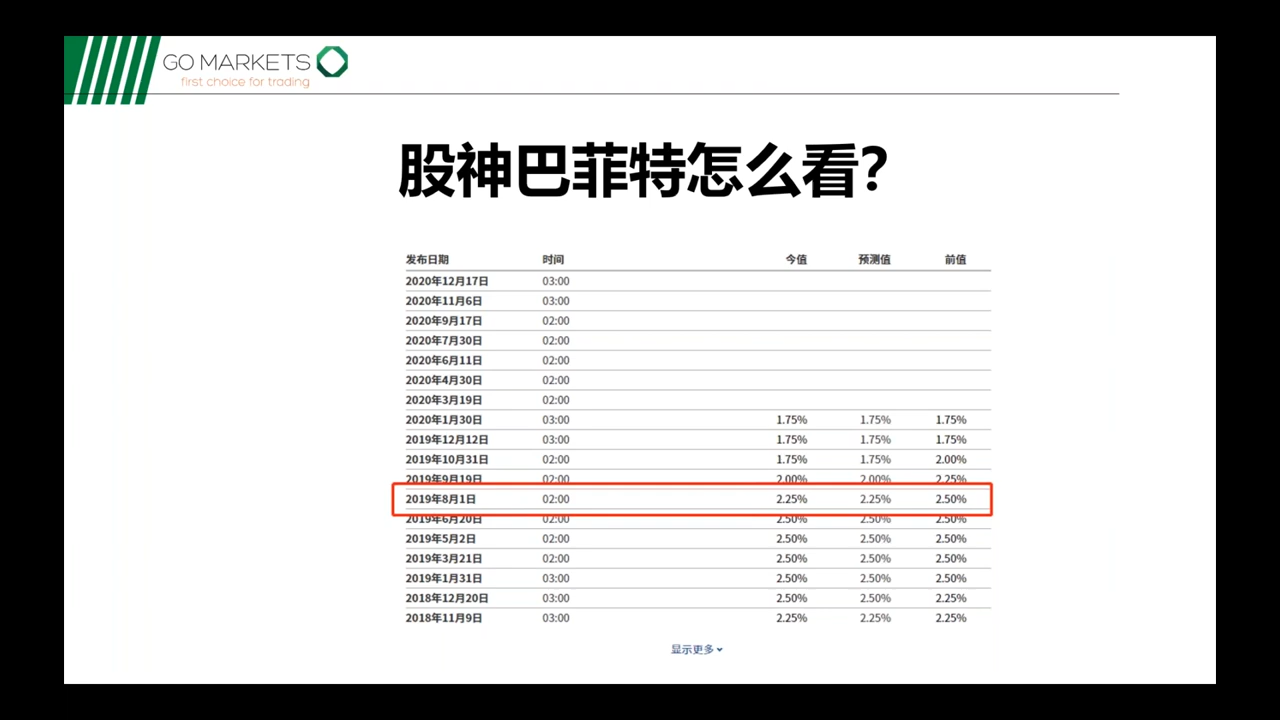 GO MARKETS
first choice for trading
股神巴菲特怎么看?
发布日期 时间 今值 预测值 前值
2020年12月17日 03:00
2020年11月6日 03:00
2020年9月17日 02:00
2020年7月30日 02:00
2020年6月11日 02:00
2020年4月30日 02:00
2020年3月19日 02:00
2020年1月30日 03:00 1.75% 1.75% 1.75%
2019年12月12日 03:00 1.75% 1.75% 1.75%
2019年10月31日 02:00 1.75% 1.75% 2.00%
2019年9月19日 02:00 2.00% 2.00% 2.25%
2019年8月1日 02:00 2.25% 2.25% 2.50%
2019年6月20日 02:00 2.50% 2.50% 2.50%
2019年5月2日 02:00 2.50% 2.50% 2.50%
2019年3月21日 02:00 2.50% 2.50% 2.50%
2019年1月31日 03:00 2.50% 2.50% 2.50%
2018年12月20日 03:00 2.50% 2.50% 2.25%
2018年11月9日 03:00 2.25% 2.25% 2.25%
显示更多